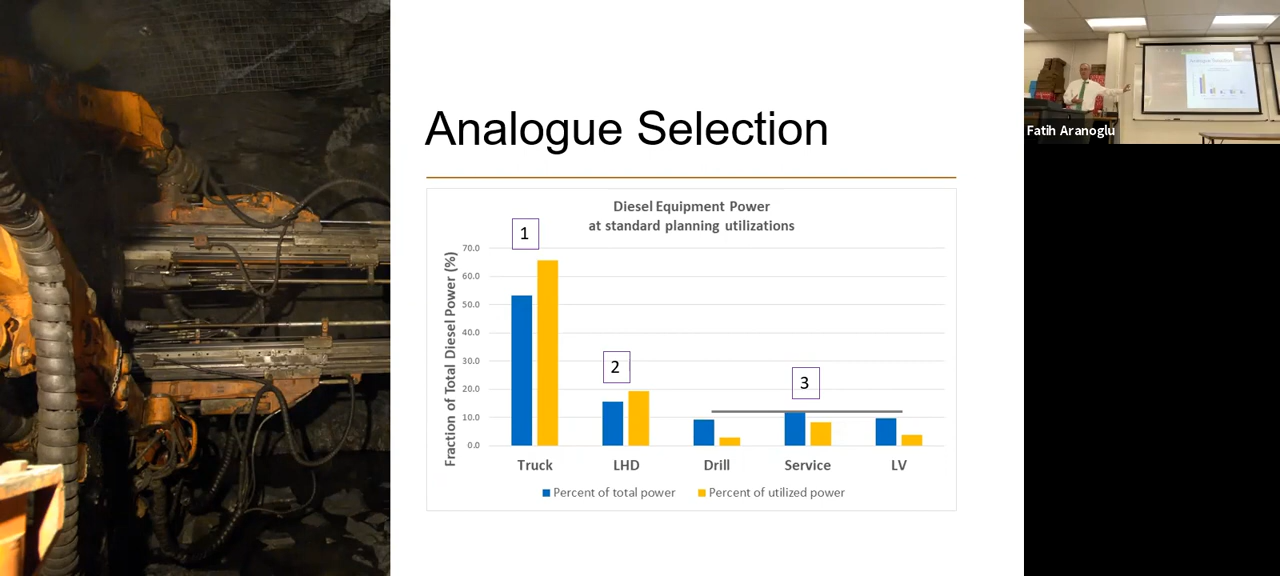 Analogue Selection
Diesel Equipment Power
at standard planning utilizations
1
2
3
Fraction of Total Diesel Power (%)
70.0
60.0
50.0
40.0
30.0
20.0
10.0
0.0
Truck LHD Drill Service LV
Percent of total power Percent of utilized power
Fatih Aranoglu
Analogue Selection